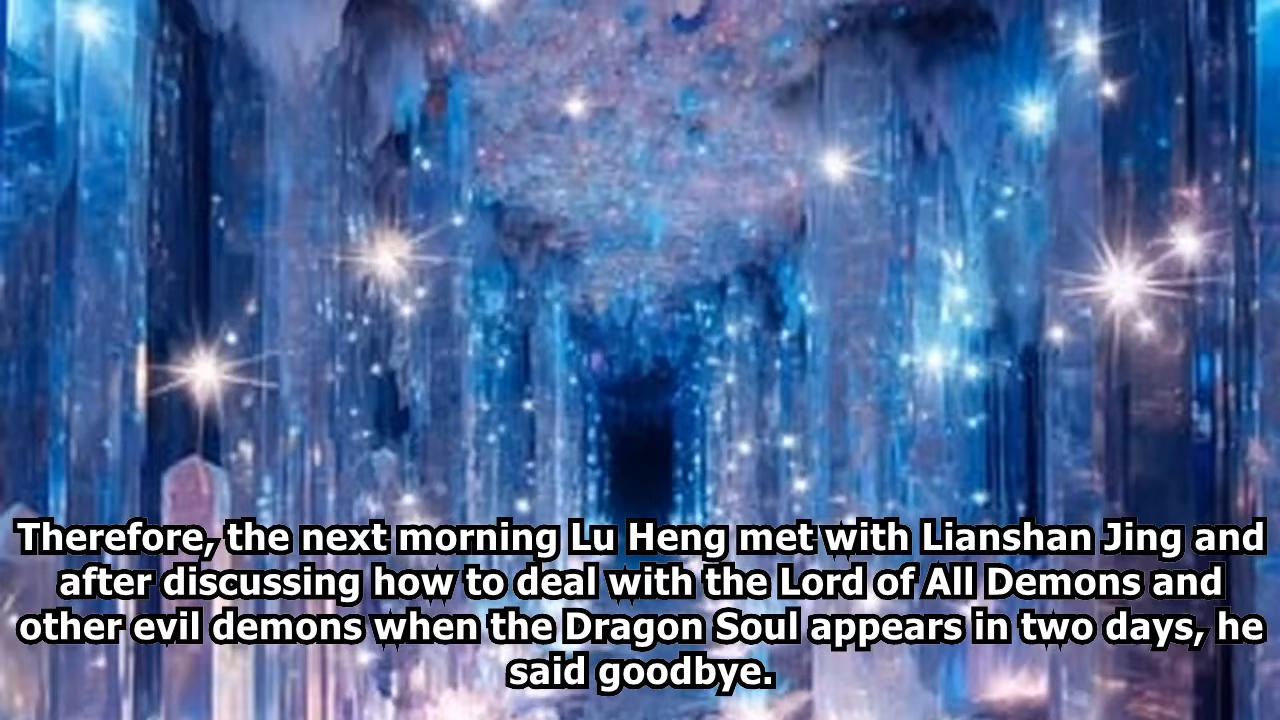 Therefore, the next morning Lu Heng met with Lianshan Jing and
after discussing how to deal with the Lord of All Demons and
other evil demons when the Dragon Soul appears in two days, he
said goodbye.